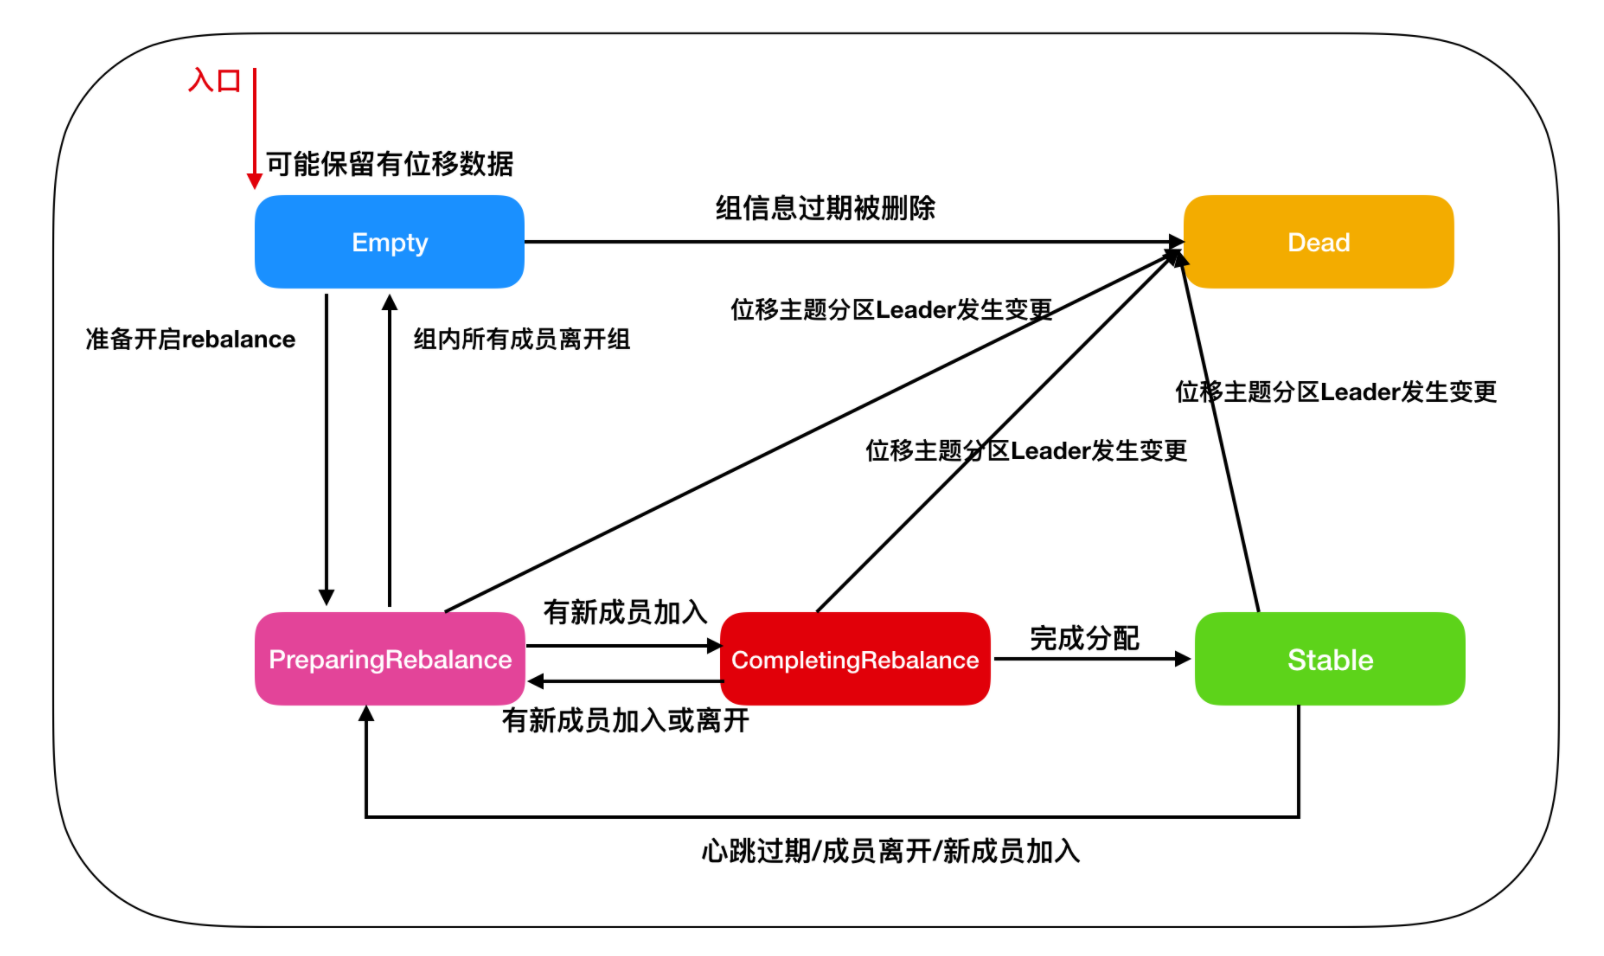 入口
可能保留有位移数据
组信息过期被删除
Empty
Dead
位移主题分区Leader发生变更
准备开启rebalance
组内所有成员离开组
位移主题分区Leader发生变更
位移主题分区Leader发生变更
有新成员加入
完成分配
PreparingRebalance
CompletingRebalance
Stable
有新成员加入或离开
心跳过期/成员离开/新成员加入